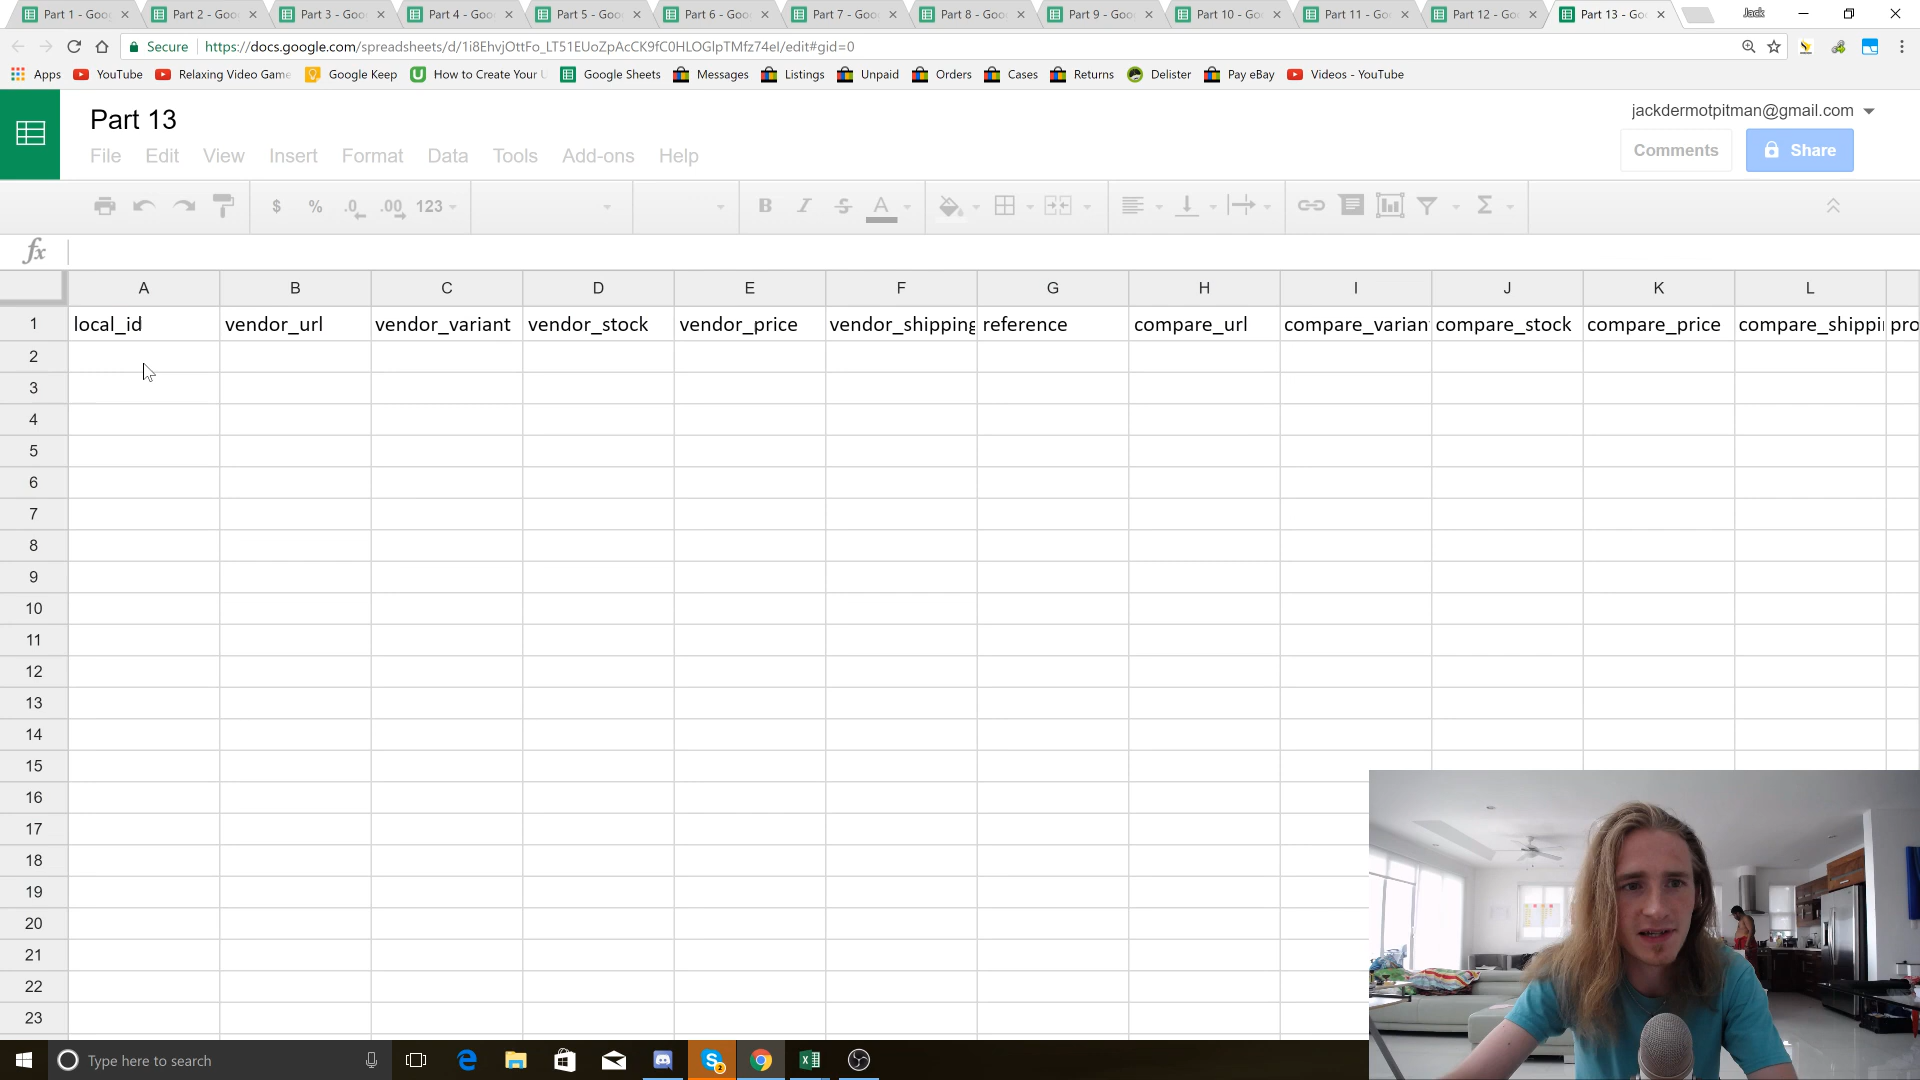 Part 1 - Goo
Part 2 - Goo
Part 3 - Goo
Part 4 - Goo
Part 5 - Goo
Part 6 - Goo
Part 7 - Goo
Part 8 - Goo
Part 9 - Goo
Part 10 - Go
Part 11 - Go
Part 12 - Go
Part 13 - Go
Jack
Secure
https://docs.google.com/spreadsheets/d/1i8EhvjOttFo_LT51EUoZpAcCK9fC0HLOGlpTMfz74eI/edit#gid=0
Apps
YouTube
Relaxing Video Game
Google Keep
How to Create Your U
Google Sheets
Messages
Listings
Unpaid
Orders
Cases
Returns
Delister
Pay eBay
Videos - YouTube
Part 13
jackdermotpitman@gmail.com
File Edit View Insert Format Data Tools Add-ons Help
Comments
Share
$ % .0 .00 123
B I S A Σ
fx
A B C D E F G H I J K L
1 local_id vendor_url vendor_variant vendor_stock vendor_price vendor_shipping reference compare_url compare_varian compare_stock compare_price compare_shippi pro
2
3
4
5
6
7
8
9
10
11
12
13
14
15
16
17
18
19
20
21
22
23
Type here to search